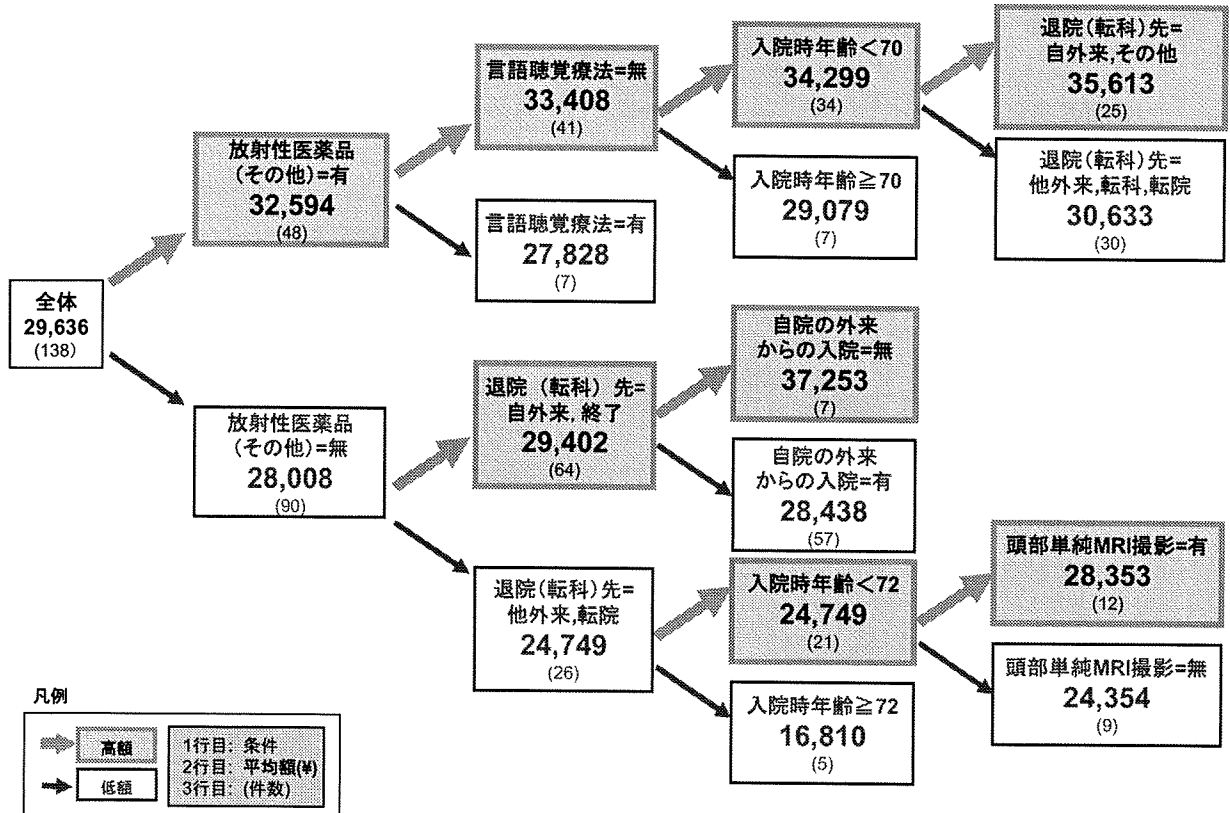 全体
29,636
(138)
放射性医薬品
(その他)=有
32,594
(48)
放射性医薬品
(その他)=無
28,008
(90)
言語聴覚療法=無
33,408
(41)
言語聴覚療法=有
27,828
(7)
退院（転科）先=
自外来,終了
29,402
(64)
退院(転科)先=
他外来,転院
24,749
(26)
入院時年齢<70
34,299
(34)
入院時年齢≧70
29,079
(7)
自院の外来
からの入院=無
37,253
(7)
自院の外来
からの入院=有
28,438
(57)
入院時年齢<72
24,749
(21)
入院時年齢≧72
16,810
(5)
退院(転科)先=
自外来,その他
35,613
(25)
退院(転科)先=
他外来,転科,転院
30,633
(30)
頭部単純MRI撮影=有
28,353
(12)
頭部単純MRI撮影=無
24,354
(9)
凡例
高額
低額
1行目: 条件
2行目: 平均額(¥)
3行目: (件数)